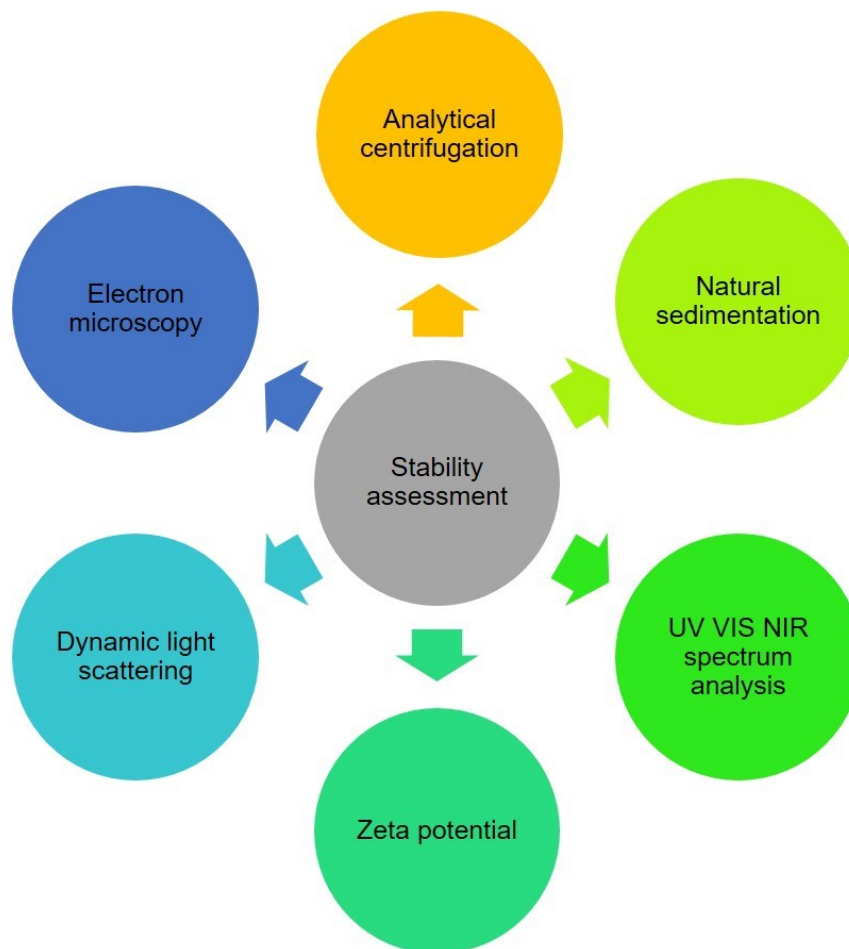 Analytical
centrifugation
Electron
microscopy
Natural
sedimentation
Stability
assessment
Dynamic light
scattering
UV VIS NIR
spectrum
analysis
Zeta potential